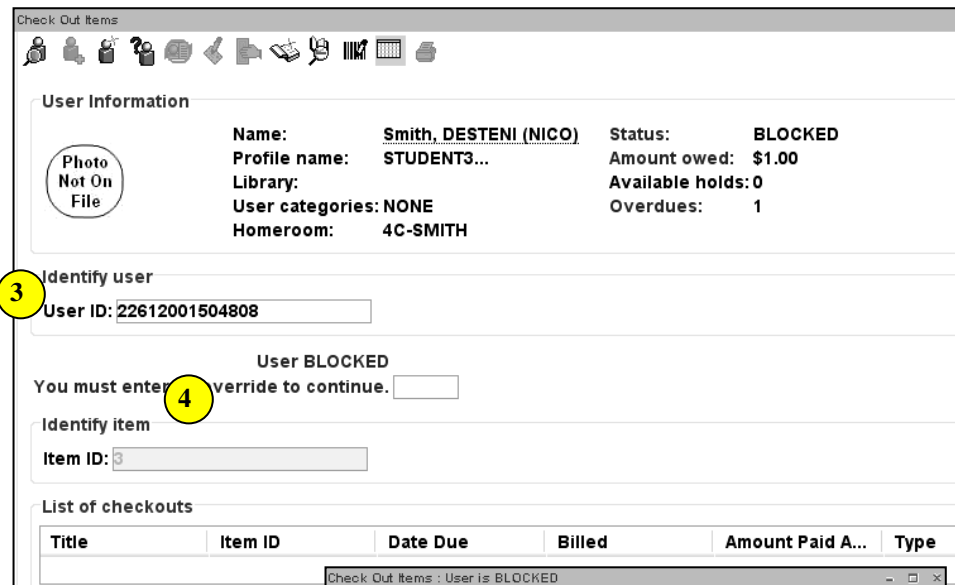 Check Out Items
User Information
Photo Not On File
Name: Smith, DESTENI (NICO) Status: BLOCKED
Profile name: STUDENT3... Amount owed: $1.00
Library: Available holds: 0
User categories: NONE Overdues: 1
Homeroom: 4C-SMITH
Identify user
3
User ID: 22612001504808
User BLOCKED
You must enter override to continue.
4
Identify item
Item ID: 3
List of checkouts
Title Item ID Date Due Billed Amount Paid A... Type
Check Out Items : User is BLOCKED